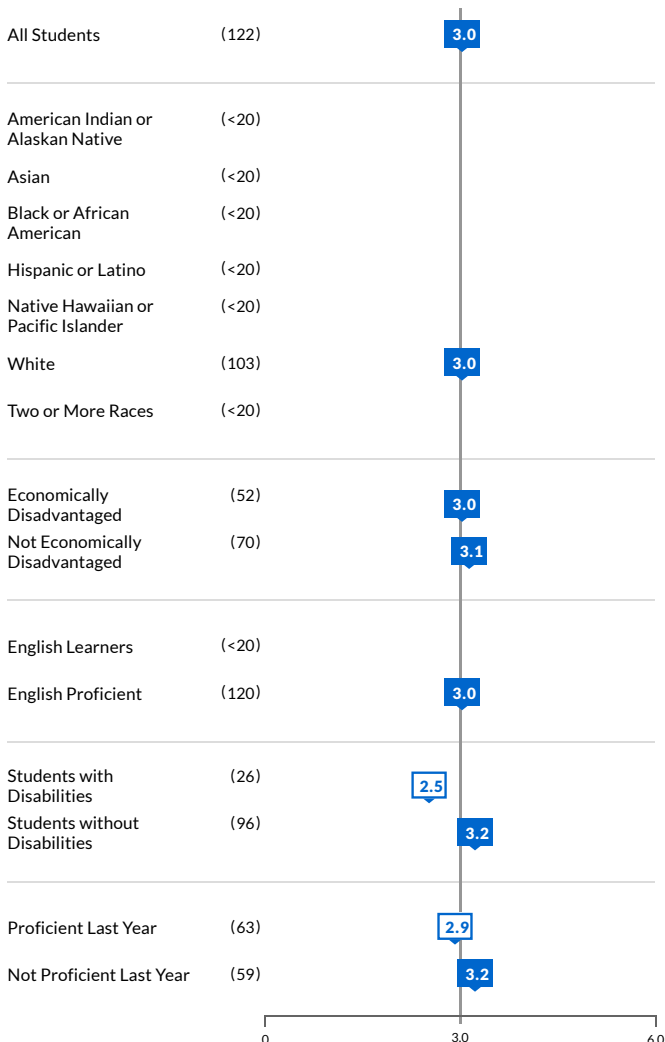 All Students (122) 3.0
American Indian or (<20)
Alaskan Native
Asian (<20)
Black or African (<20)
American
Hispanic or Latino (<20)
Native Hawaiian or (<20)
Pacific Islander
White (103) 3.0
Two or More Races (<20)
Economically (52) 3.0
Disadvantaged
Not Economically (70) 3.1
Disadvantaged
English Learners (<20)
English Proficient (120) 3.0
Students with (26) 2.5
Disabilities
Students without (96) 3.2
Disabilities
Proficient Last Year (63) 2.9
Not Proficient Last Year (59) 3.2
0 3.0 6.0